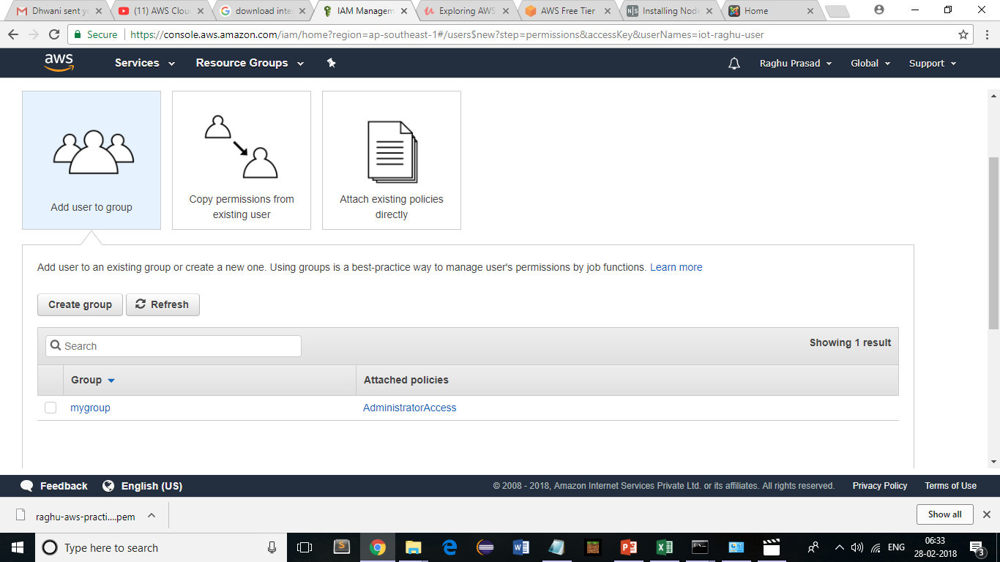 Dhwani sent yo
(11) AWS Clou
download inte
IAM Managem
Exploring AWS
AWS Free Tier
Installing Node
Home
Secure
https://console.aws.amazon.com/iam/home?region=ap-southeast-1#/users$new?step=permissions&accessKey&userNames=iot-raghu-user
aws
Services
Resource Groups
Raghu Prasad
Global
Support
Add user to group
Copy permissions from
existing user
Attach existing policies
directly
Add user to an existing group or create a new one. Using groups is a best-practice way to manage user's permissions by job functions. Learn more
Create group
Refresh
Search
Showing 1 result
Group
Attached policies
mygroup
AdministratorAccess
Feedback
English (US)
© 2008 - 2018, Amazon Internet Services Private Ltd. or its affiliates. All rights reserved.
Privacy Policy
Terms of Use
raghu-aws-practi....pem
Show all
Type here to search
ENG
06:33
28-02-2018
3